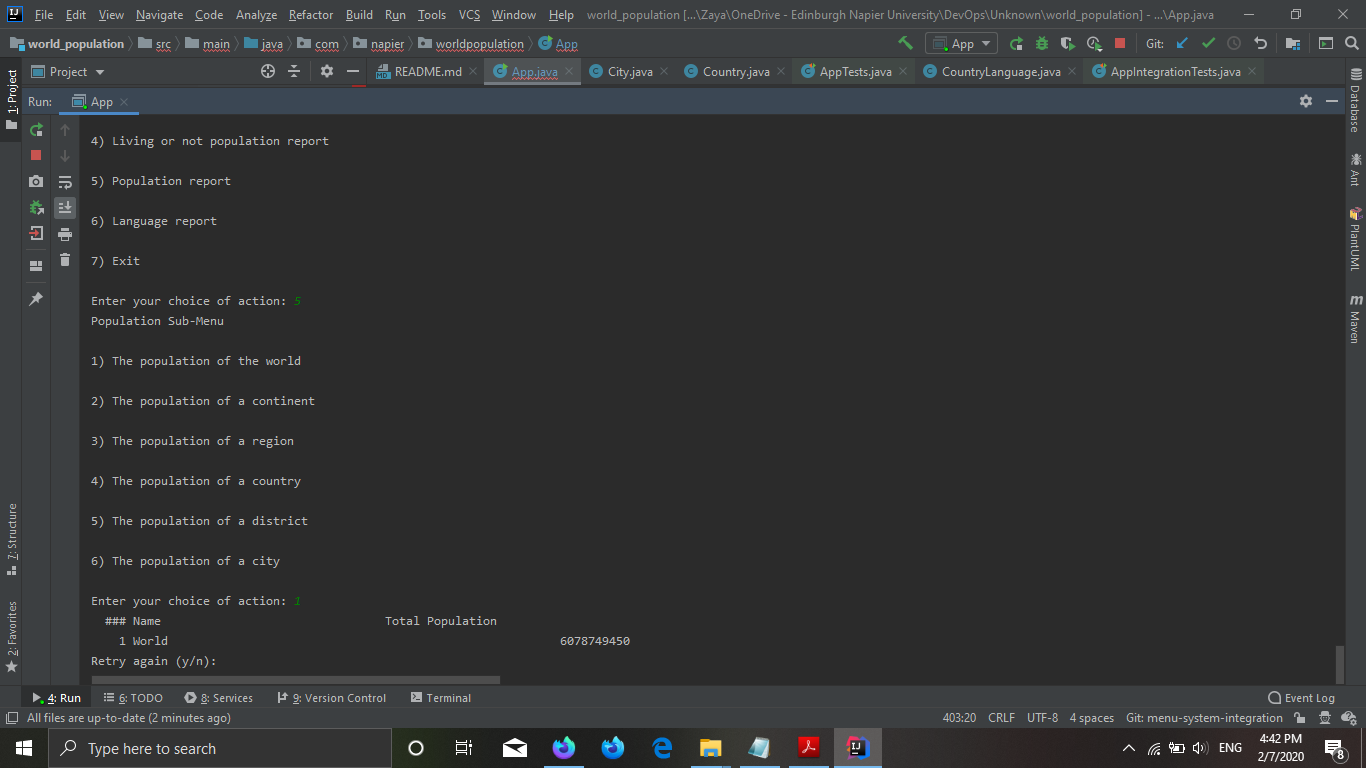 File Edit View Navigate Code Analyze Refactor Build Run Tools VCS Window Help world_population [...\Zaya\OneDrive - Edinburgh Napier University\DevOps\Unknown\world_population] - ...\App.java
world_population src main java com napier worldpopulation App App Git:
Project README.md App.java City.java Country.java AppTests.java CountryLanguage.java AppIntegrationTests.java
1: Project
Run: App
4) Living or not population report
5) Population report
6) Language report
7) Exit
Enter your choice of action: 5
Population Sub-Menu
1) The population of the world
2) The population of a continent
3) The population of a region
4) The population of a country
5) The population of a district
6) The population of a city
Enter your choice of action: 1
### Name Total Population
1 World 6078749450
Retry again (y/n):
7: Structure
2: Favorites
Database
Ant
PlantUML
m Maven
4: Run 6: TODO 8: Services 9: Version Control Terminal Event Log
All files are up-to-date (2 minutes ago) 403:20 CRLF UTF-8 4 spaces Git: menu-system-integration
Type here to search ENG 4:42 PM
2/7/2020 8